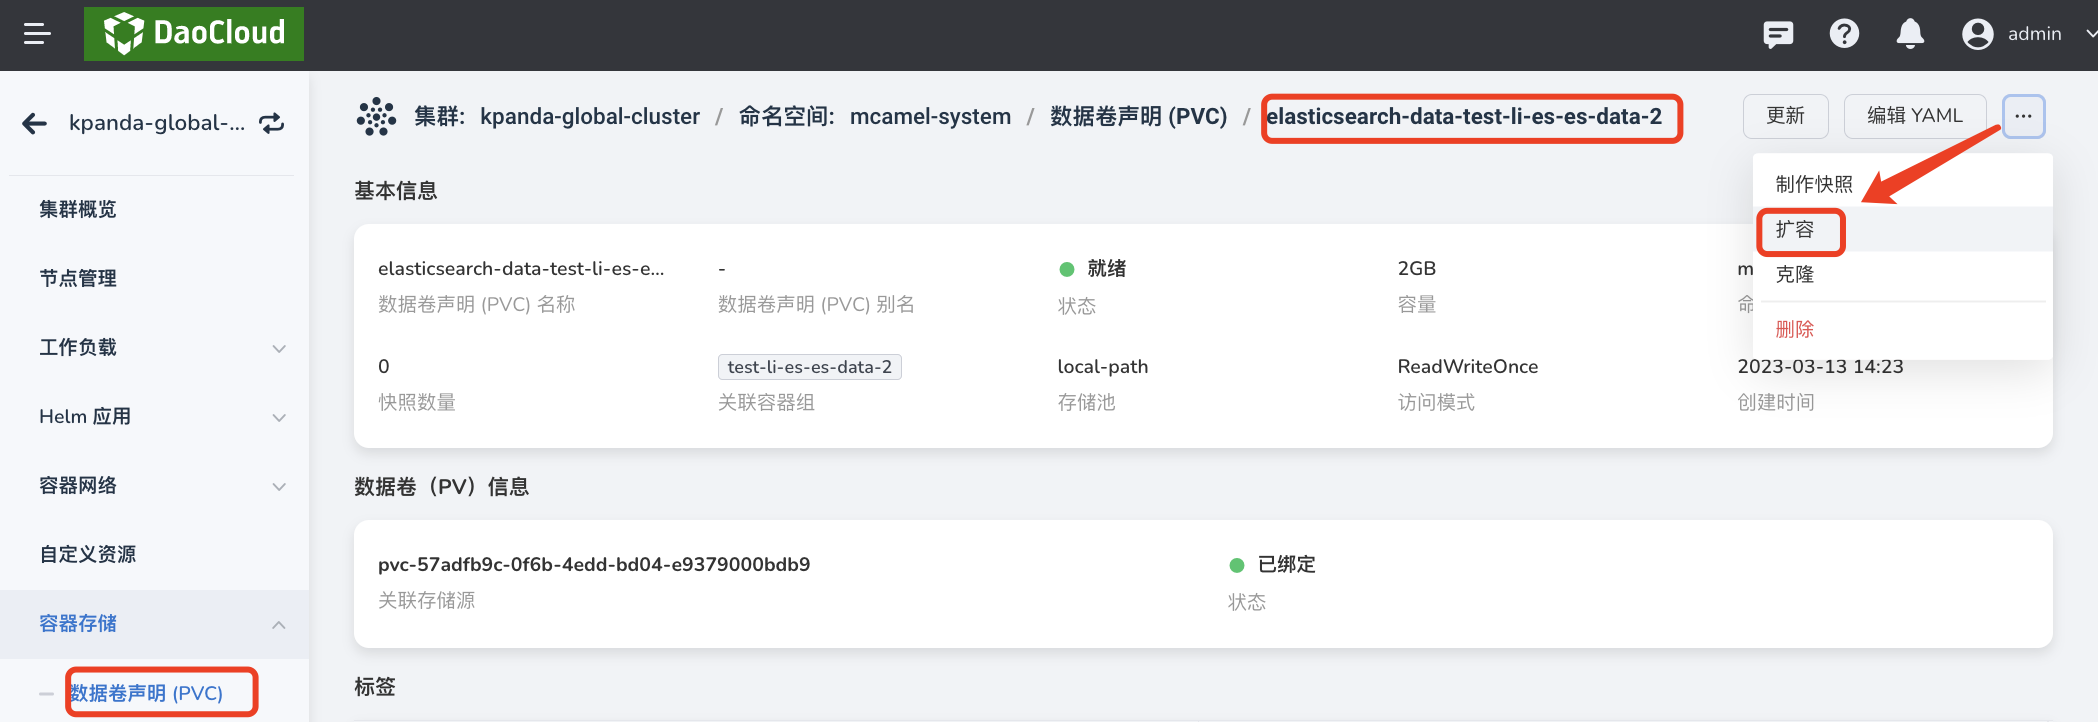 DaoCloud
admin
kpanda-global-...
集群： kpanda-global-cluster / 命名空间： mcamel-system / 数据卷声明 (PVC) / elasticsearch-data-test-li-es-es-data-2
更新
编辑 YAML
...
制作快照
扩容
克隆
删除
集群概览
节点管理
工作负载
Helm 应用
容器网络
自定义资源
容器存储
数据卷声明 (PVC)
基本信息
elasticsearch-data-test-li-es-e...
数据卷声明 (PVC) 名称
-
数据卷声明 (PVC) 别名
就绪
状态
2GB
容量
m
命
0
快照数量
test-li-es-es-data-2
关联容器组
local-path
存储池
ReadWriteOnce
访问模式
2023-03-13 14:23
创建时间
数据卷（PV）信息
pvc-57adfb9c-0f6b-4edd-bd04-e9379000bdb9
关联存储源
已绑定
状态
标签